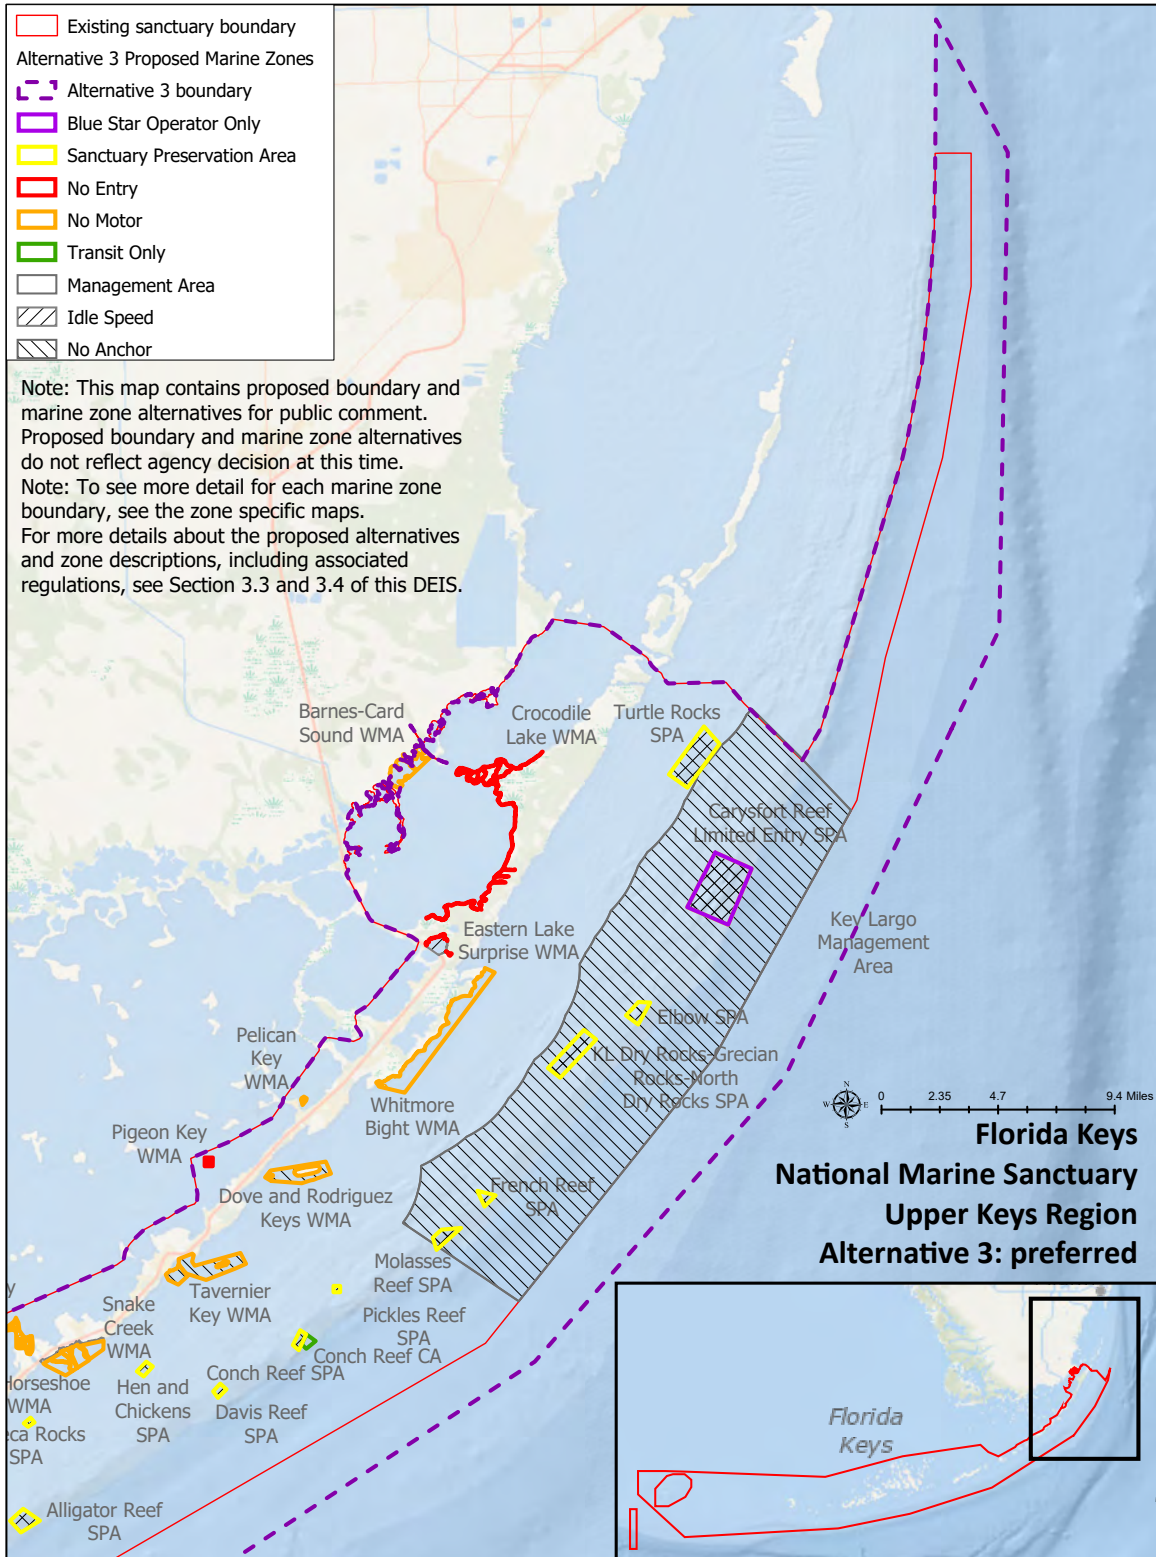 Existing sanctuary boundary
Alternative 3 Proposed Marine Zones
Alternative 3 boundary
Blue Star Operator Only
Sanctuary Preservation Area
No Entry
No Motor
Transit Only
Management Area
Idle Speed
No Anchor
Note: This map contains proposed boundary and
marine zone alternatives for public comment.
Proposed boundary and marine zone alternatives
do not reflect agency decision at this time.
Note: To see more detail for each marine zone
boundary, see the zone specific maps.
For more details about the proposed alternatives
and zone descriptions, including associated
regulations, see Section 3.3 and 3.4 of this DEIS.
Barnes-Card
Sound WMA
Crocodile
Lake WMA
Turtle Rocks
SPA
Carysfort Reef
Limited Entry SPA
Key Largo
Management
Area
Eastern Lake
Surprise WMA
Elbow SPA
KL Dry Rocks-Grecian
Rocks-North
Dry Rocks SPA
Pelican
Key
WMA
Whitmore
Bight WMA
Pigeon Key
WMA
Dove and Rodriguez
Keys WMA
French Reef
SPA
Molasses
Reef SPA
Tavernier
Key WMA
Pickles Reef
SPA
Snake
Creek
WMA
Conch Reef CA
Conch Reef SPA
Hen and
Chickens
SPA
Davis Reef
SPA
y
Horseshoe
WMA
eca Rocks
SPA
Alligator Reef
SPA
N
W E
S
0 2.35 4.7 9.4 Miles
Florida Keys
National Marine Sanctuary
Upper Keys Region
Alternative 3: preferred
Florida
Keys